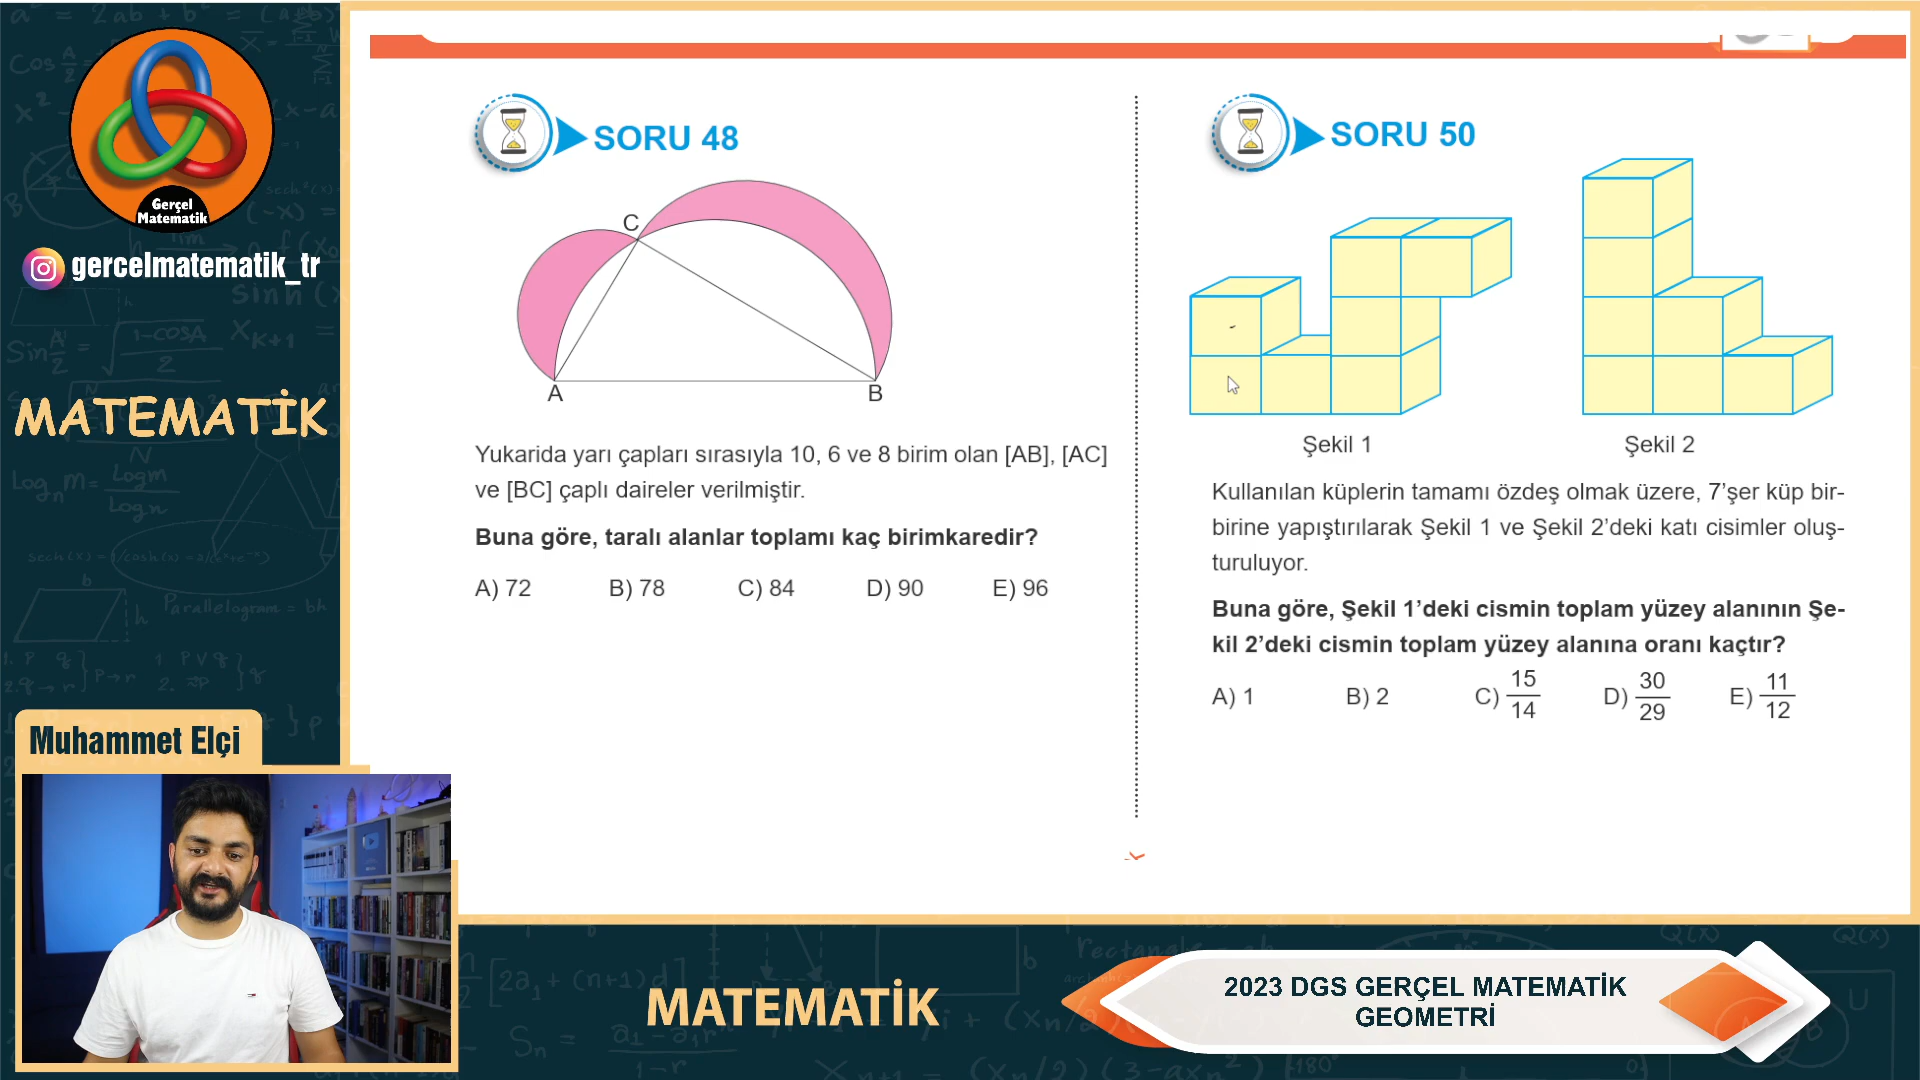 Gerçel
Matematik
gercelmatematik_tr
MATEMATİK
Muhammet Elçi
SORU 48
C
A
B
Yukarida yarı çapları sırasıyla 10, 6 ve 8 birim olan [AB], [AC]
ve [BC] çaplı daireler verilmiştir.
Buna göre, taralı alanlar toplamı kaç birimkaredir?
A) 72 B) 78 C) 84 D) 90 E) 96
SORU 50
Şekil 1 Şekil 2
Kullanılan küplerin tamamı özdeş olmak üzere, 7’şer küp bir-
birine yapıştırılarak Şekil 1 ve Şekil 2’deki katı cisimler oluş-
turuluyor.
Buna göre, Şekil 1’deki cismin toplam yüzey alanının Şe-
kil 2’deki cismin toplam yüzey alanına oranı kaçtır?
A) 1 B) 2 C) 15/14 D) 30/29 E) 11/12
MATEMATİK
2023 DGS GERÇEL MATEMATİK
GEOMETRİ